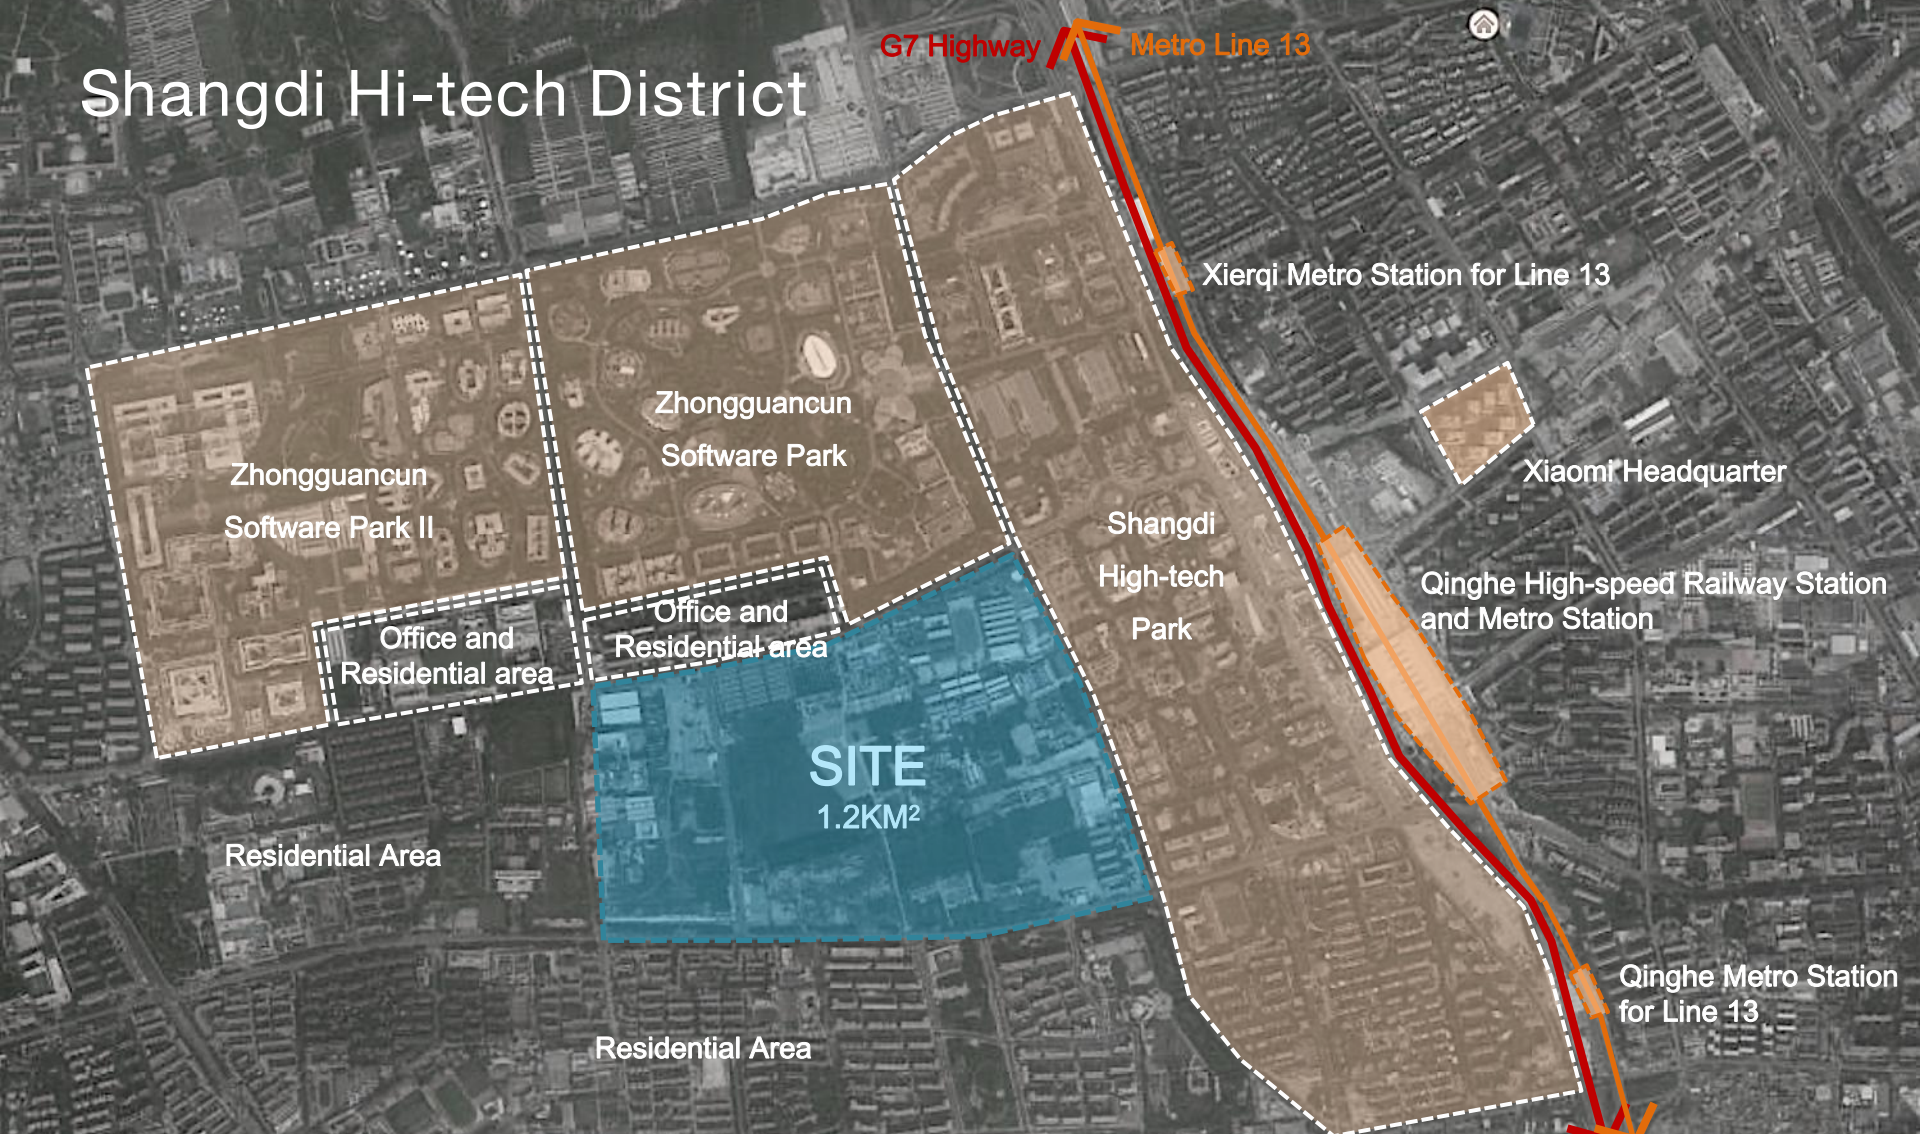 G7 Highway
Metro Line 13
Shangdi Hi-tech District
Xierqi Metro Station for Line 13
Zhongguancun
Software Park
Zhongguancun
Software Park II
Xiaomi Headquarter
Shangdi
High-tech
Park
Qinghe High-speed Railway Station
and Metro Station
Office and
Residential area
Office and
Residential area
SITE
1.2KM²
Residential Area
Qinghe Metro Station
for Line 13
Residential Area